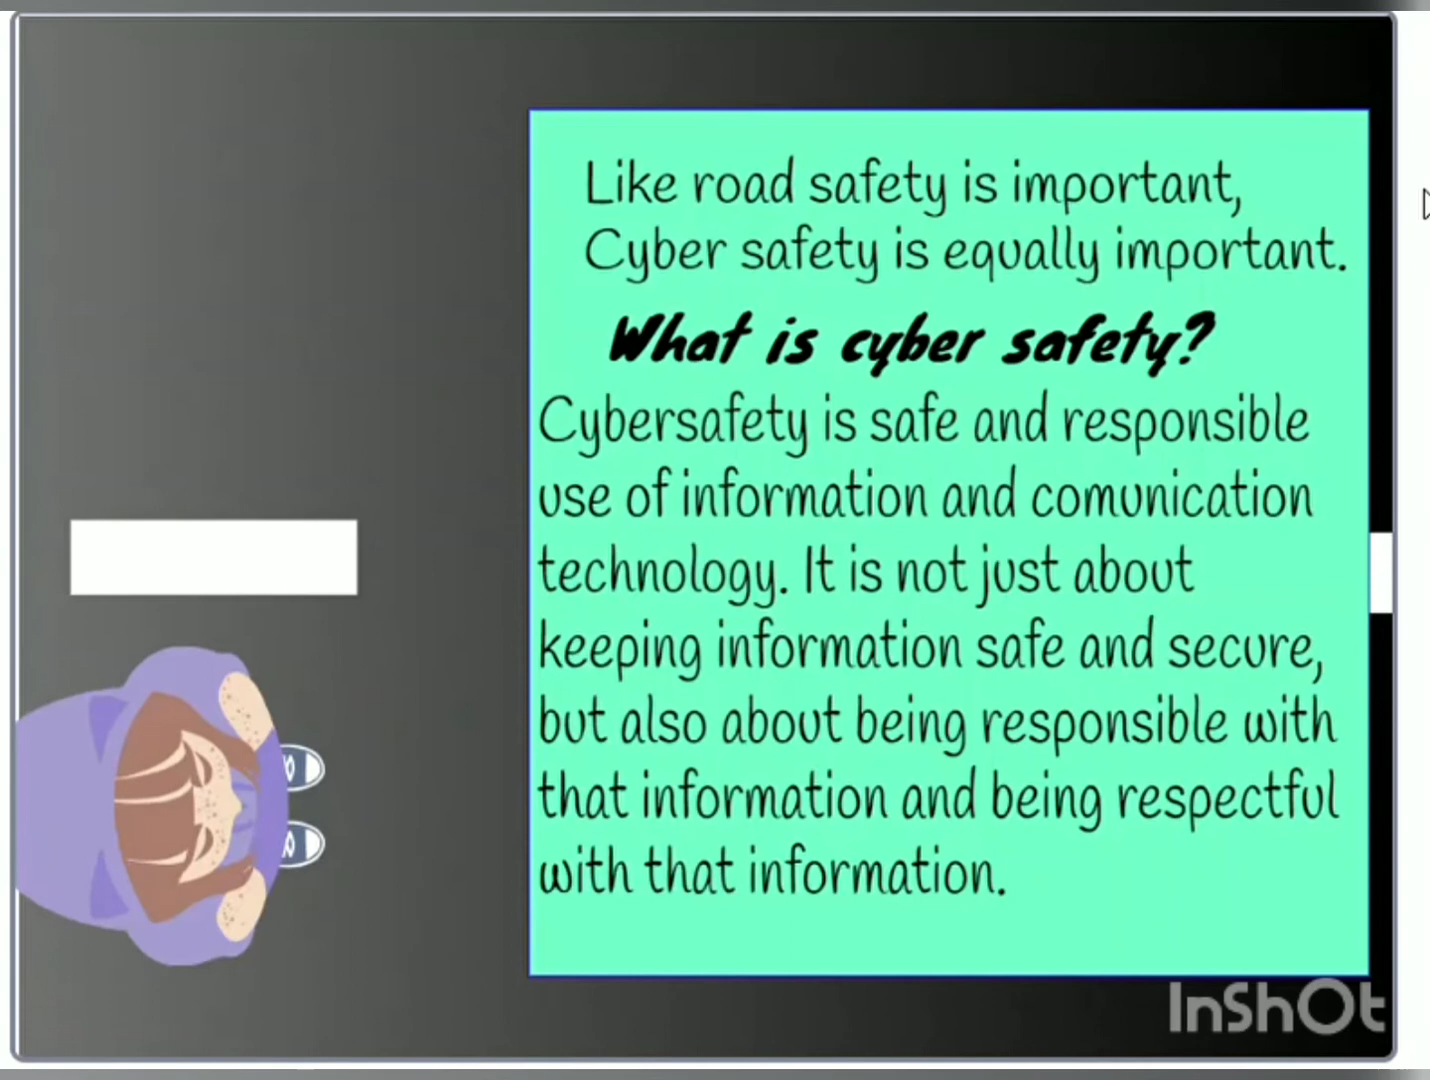 Like road safety is important,
Cyber safety is equally important.
What is cyber safety?
Cybersafety is safe and responsible
use of information and comunication
technology. It is not just about
keeping information safe and secure,
but also about being responsible with
that information and being respectful
with that information.
InShOt